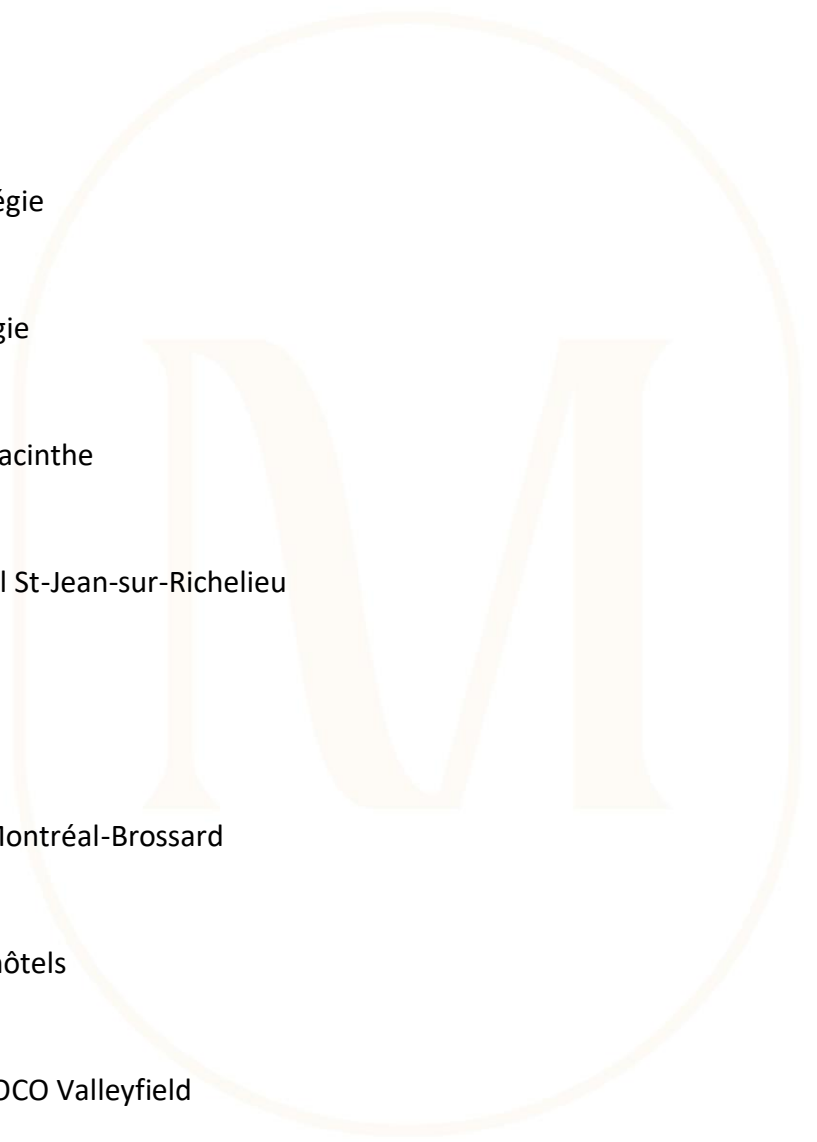 égie
gie
acinthe
l St-Jean-sur-Richelieu
Montréal-Brossard
hôtels
OCO Valleyfield
M